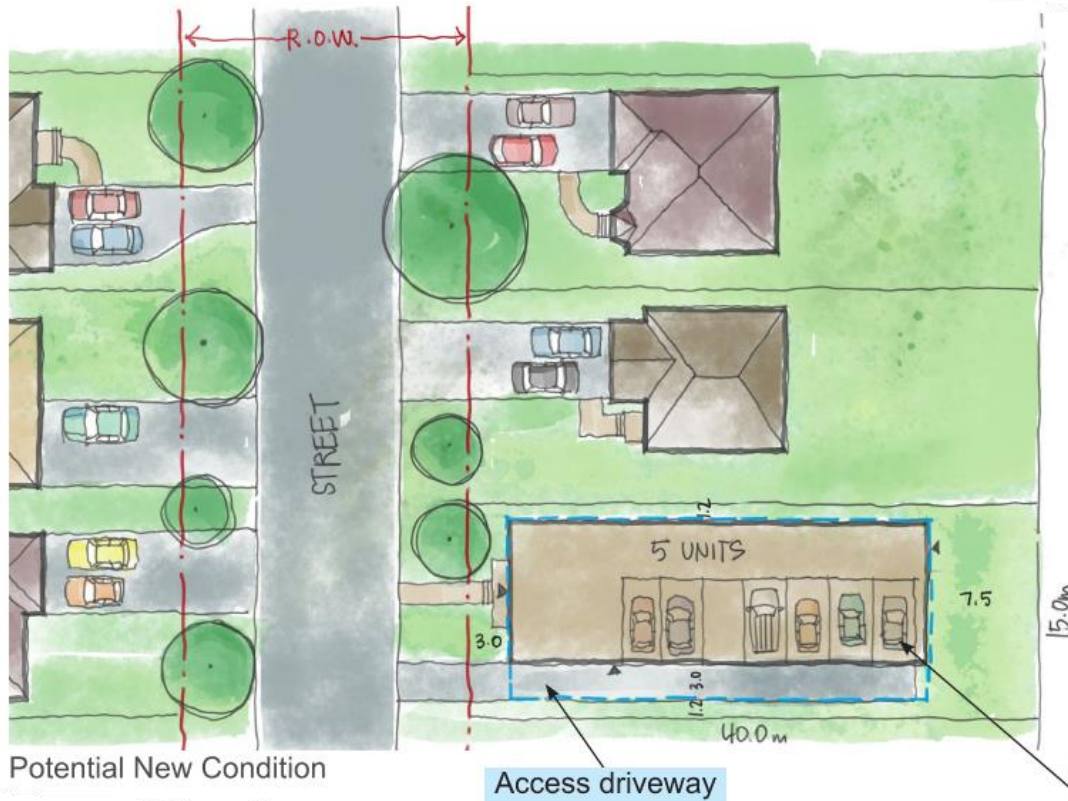 R.O.W.
STREET
1.2
5 UNITS
7.5
15.0m
3.0
3.0
1.2
40.0m
Potential New Condition
Access driveway